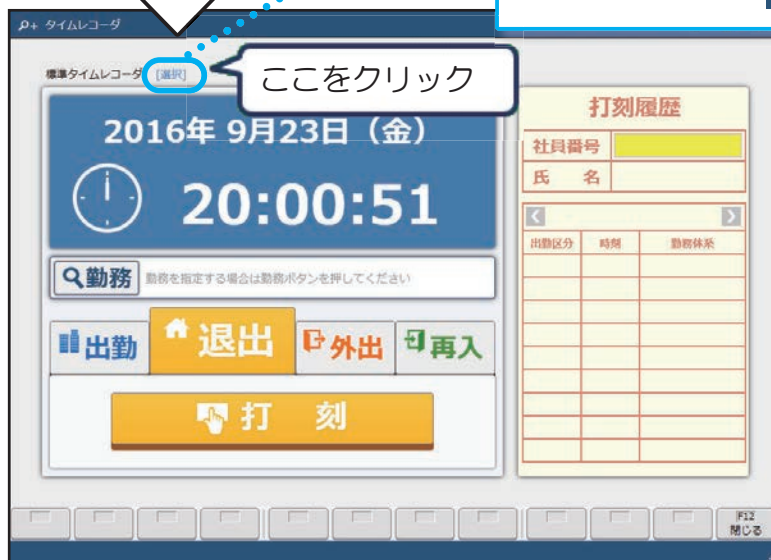 タイムレコーダ
標準タイムレコーダ [選択]
ここをクリック
2016年 9月23日（金）
20:00:51
勤務 勤務を指定する場合は勤務ボタンを押してください
出勤 退出 外出 再入
打 刻
打刻履歴
社員番号
氏 名
出勤区分 時刻 勤務体系
F12
閉じる